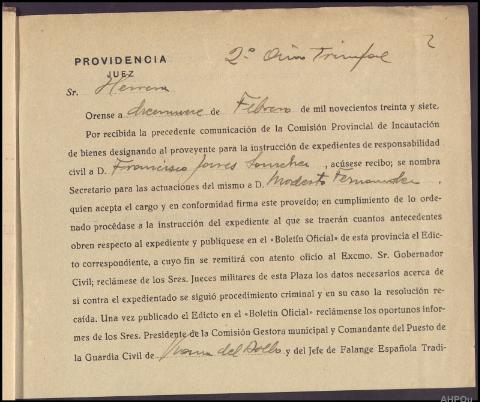 2
2.º Año Triunfal
PROVIDENCIA
JUEZ
Sr. Herrera
Orense a diecinueve de Febrero de mil novecientos treinta y siete.
Por recibida la precedente comunicación de la Comisión Provincial de Incautación
de bienes designando al proveyente para la instrucción de expedientes de responsabilidad
civil a D. Francisco Sánchez, acúsese recibo; se nombra
Secretario para las actuaciones del mismo a D. Modesto Fernández,
quien acepta el cargo y en conformidad firma este proveído; en cumplimiento de lo orde-
nado procédase a la instrucción del expediente al que se traerán cuantos antecedentes
obren respecto al expediente y publíquese en el «Boletín Oficial» de esta provincia el Edic-
to correspondiente, a cuyo fin se remitirá con atento oficio al Excmo. Sr. Gobernador
Civil; reclámese de los Sres. Jueces militares de esta Plaza los datos necesarios acerca de
si contra el expedientado se siguió procedimiento criminal y en su caso la resolución re-
caída. Una vez publicado el Edicto en el «Boletín Oficial» reclámense los oportunos infor-
mes de los Sres. Presidente de la Comisión Gestora municipal y Comandante del Puesto de
la Guardia Civil de Viana del Bollo y del Jefe de Falange Española Tradi-
AHPOu